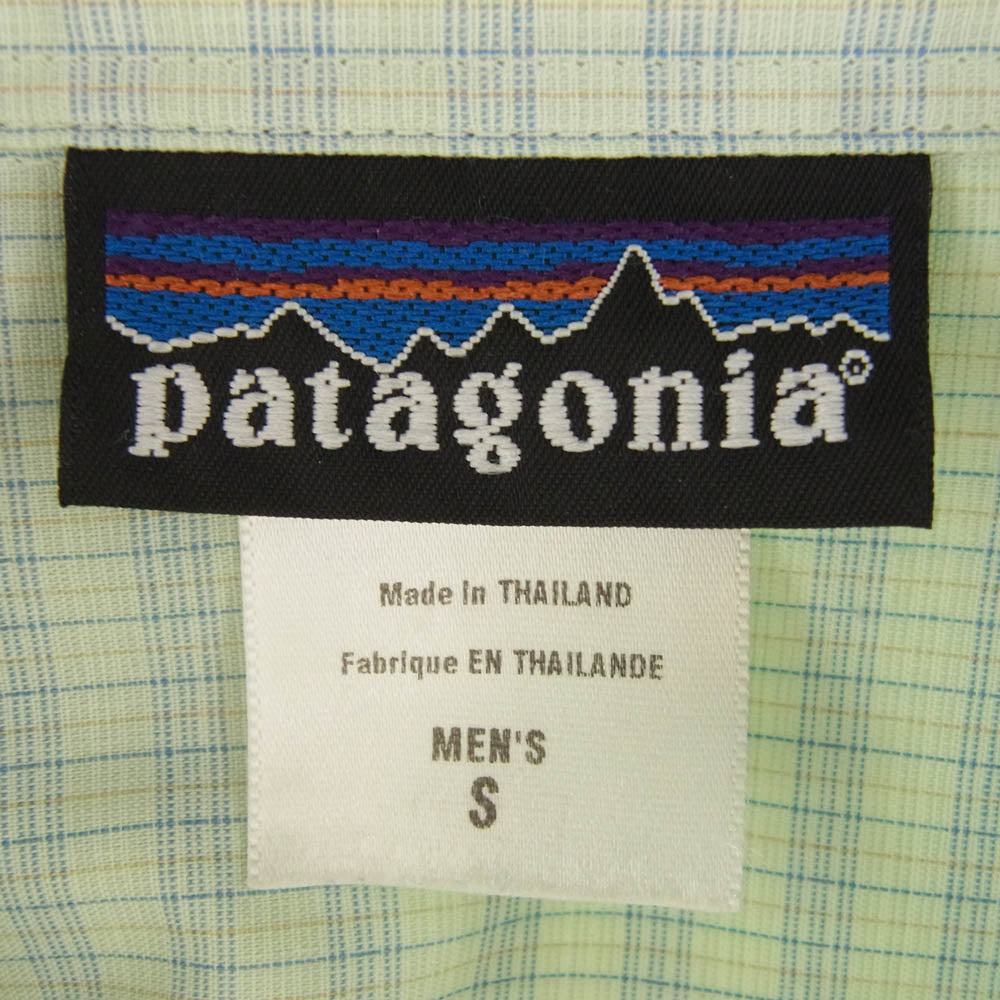 patagonia®
Made in THAILAND
Fabrique EN THAILANDE
MEN'S
S